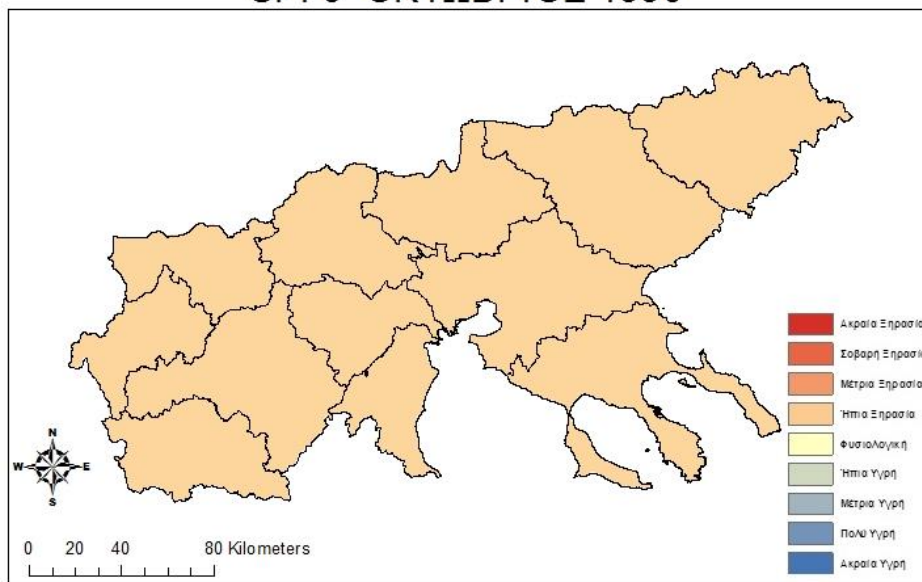 Ακραία Ξηρασία
Σοβαρή Ξηρασία
Μέτρια Ξηρασία
Ήπια Ξηρασία
Φυσιολογική
Ήπια Υγρή
Μέτρια Υγρή
Πολύ Υγρή
Ακραία Υγρή
N
W E
S
0 20 40 80 Kilometers